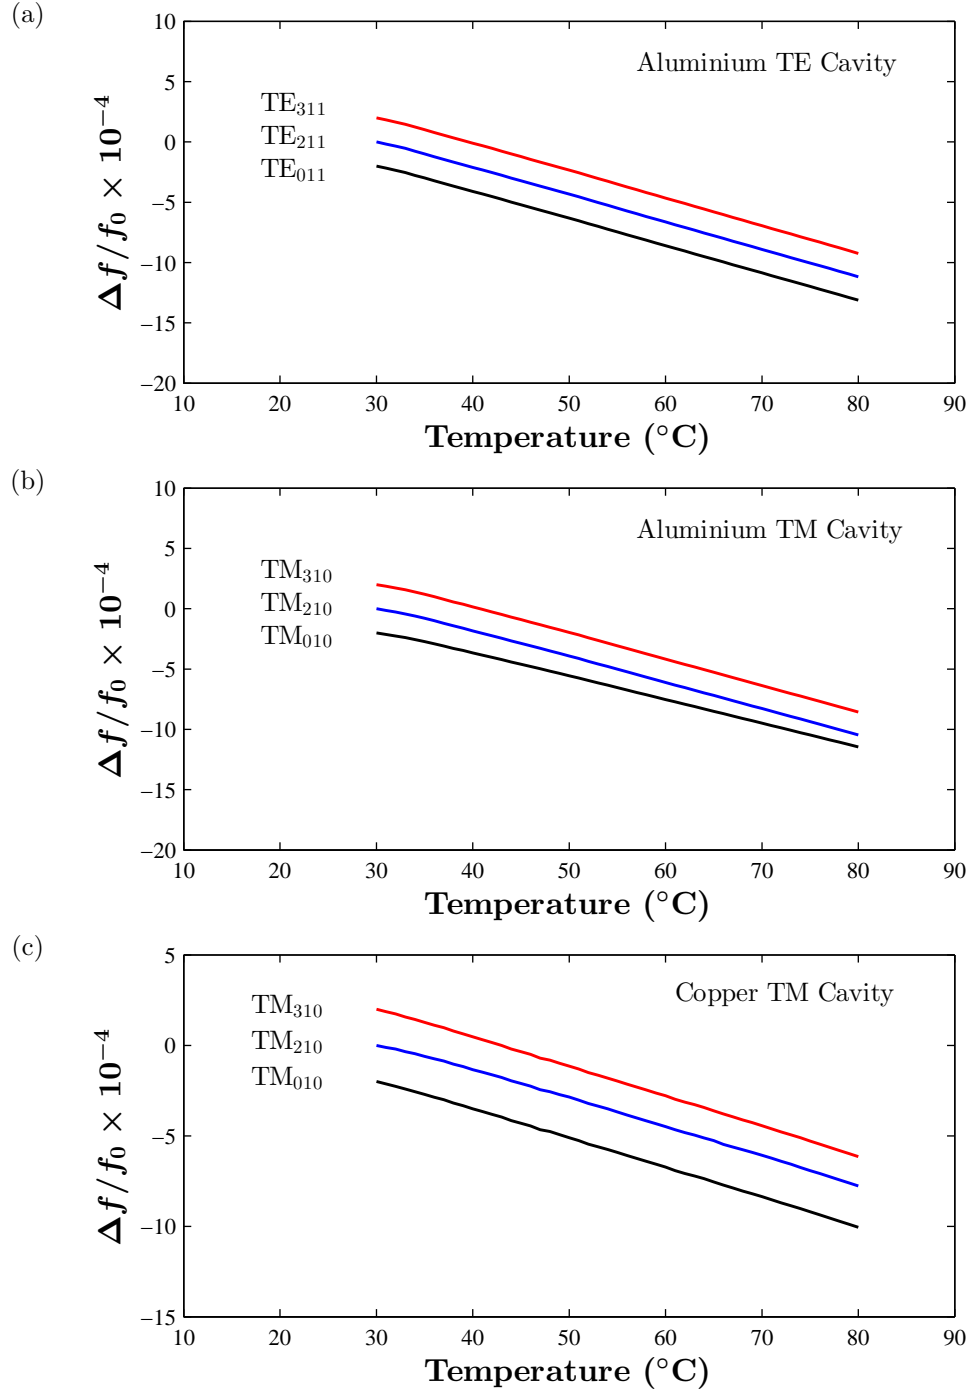 (a)
10
5
0
–5
–10
–15
–20
Δf/f₀ × 10⁻⁴
Aluminium TE Cavity
TE₃₁₁
TE₂₁₁
TE₀₁₁
10 20 30 40 50 60 70 80 90
Temperature (°C)
(b)
10
5
0
–5
–10
–15
–20
Δf/f₀ × 10⁻⁴
Aluminium TM Cavity
TM₃₁₀
TM₂₁₀
TM₀₁₀
10 20 30 40 50 60 70 80 90
Temperature (°C)
(c)
5
0
–5
–10
–15
Δf/f₀ × 10⁻⁴
Copper TM Cavity
TM₃₁₀
TM₂₁₀
TM₀₁₀
10 20 30 40 50 60 70 80 90
Temperature (°C)